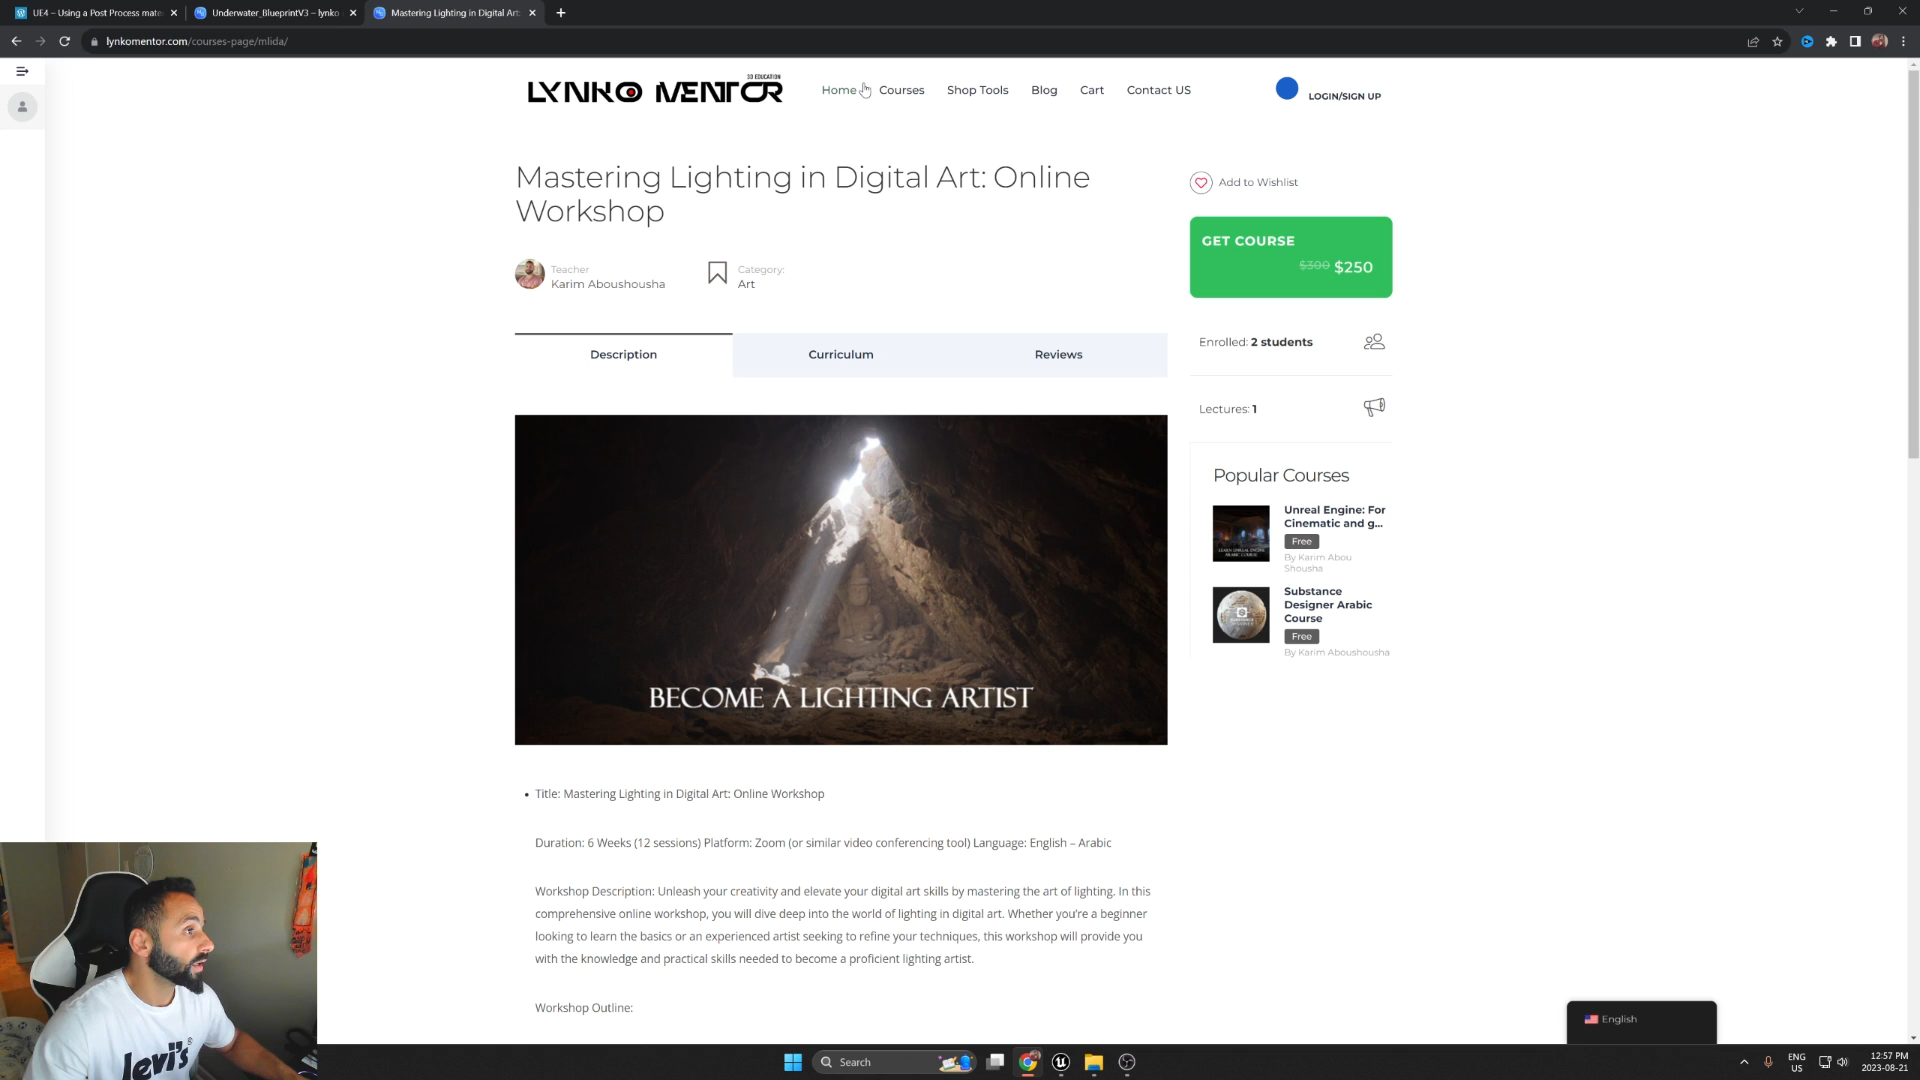 UE4 – Using a Post Process mate
Underwater_BlueprintV3 – lynko
Mastering Lighting in Digital Art:
lynkomentor.com/courses-page/mlida/
3D EDUCATION
LYNKO MENTOR
Home
Courses
Shop Tools
Blog
Cart
Contact US
LOGIN/SIGN UP
Mastering Lighting in Digital Art: Online
Workshop
Teacher
Karim Aboushousha
Category:
Art
Add to Wishlist
GET COURSE
$300 $250
Description
Curriculum
Reviews
Enrolled: 2 students
Lectures: 1
BECOME A LIGHTING ARTIST
Popular Courses
Unreal Engine: For
Cinematic and g...
Free
By Karim Abou
Shousha
LEARN UNREAL ENGINE
ARABIC COURSE
Substance
Designer Arabic
Course
Free
By Karim Aboushousha
• Title: Mastering Lighting in Digital Art: Online Workshop
Duration: 6 Weeks (12 sessions) Platform: Zoom (or similar video conferencing tool) Language: English – Arabic
Workshop Description: Unleash your creativity and elevate your digital art skills by mastering the art of lighting. In this
comprehensive online workshop, you will dive deep into the world of lighting in digital art. Whether you're a beginner
looking to learn the basics or an experienced artist seeking to refine your techniques, this workshop will provide you
with the knowledge and practical skills needed to become a proficient lighting artist.
Workshop Outline:
English
levi's
®
Search
ENG
US
12:57 PM
2023-08-21